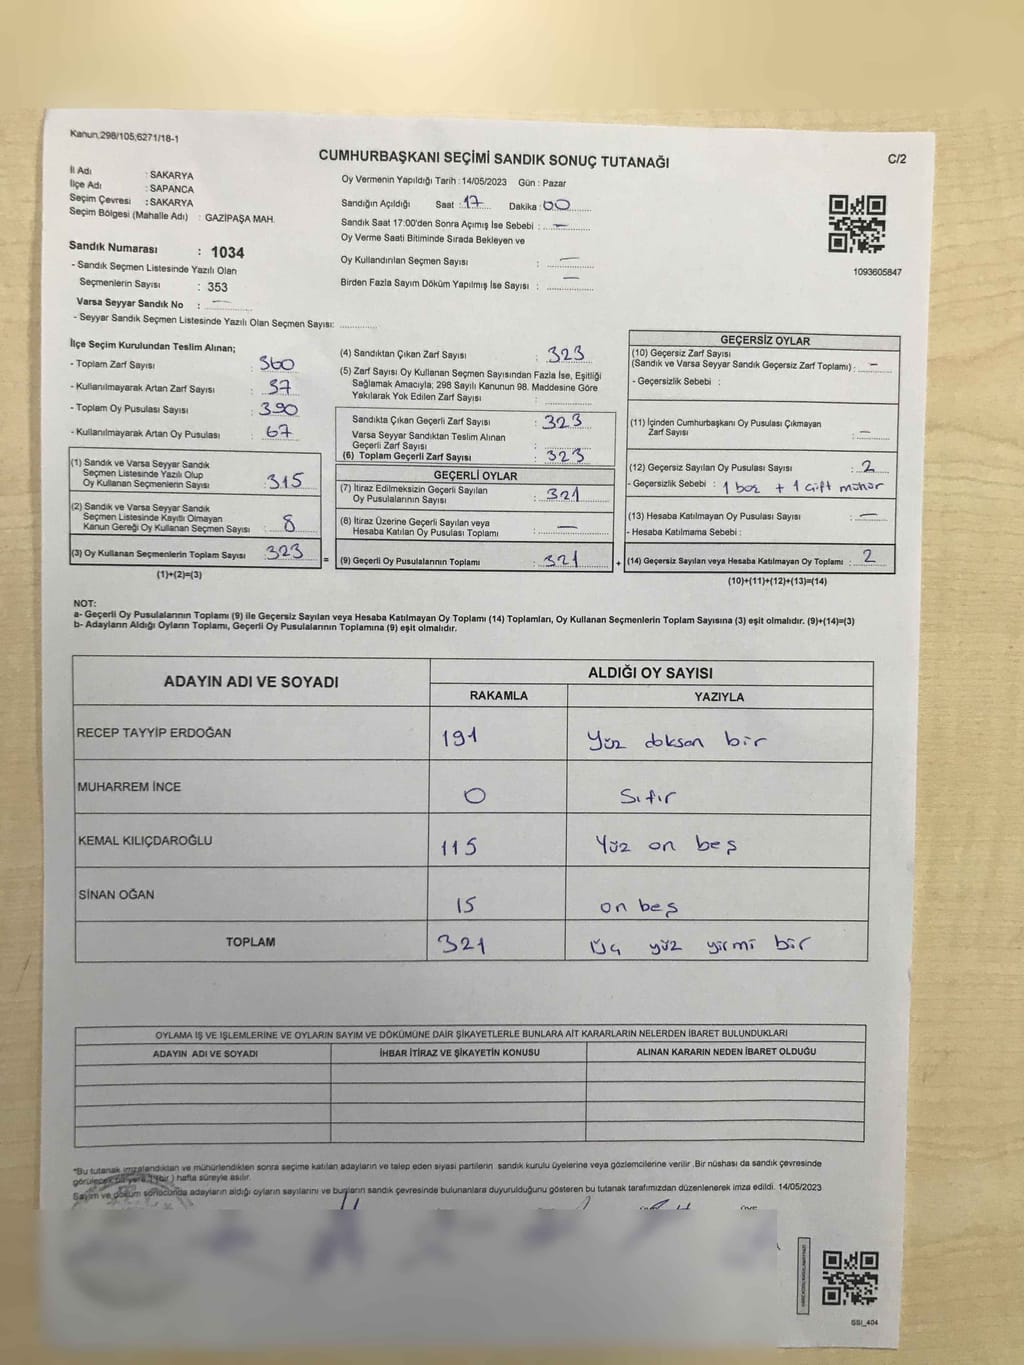 Kanun,298/105,6271/18-1
CUMHURBAŞKANI SEÇİMİ SANDIK SONUÇ TUTANAĞI
C/2
İl Adı : SAKARYA
İlçe Adı : SAPANCA
Seçim Çevresi : SAKARYA
Seçim Bölgesi (Mahalle Adı) : GAZİPAŞA MAH.
Oy Vermenin Yapıldığı Tarih : 14/05/2023 Gün : Pazar
Sandığın Açıldığı Saat : 17 Dakika : 00
Sandık Saat 17:00'den Sonra Açımış İse Sebebi : —
Oy Verme Saati Bitiminde Sırada Bekleyen ve
Oy Kullandırılan Seçmen Sayısı : —
Birden Fazla Sayım Döküm Yapılmış İse Sayısı : —
1093605847
Sandık Numarası : 1034
- Sandık Seçmen Listesinde Yazılı Olan
Seçmenlerin Sayısı : 353
Varsa Seyyar Sandık No : —
- Seyyar Sandık Seçmen Listesinde Yazılı Olan Seçmen Sayısı:
İlçe Seçim Kurulundan Teslim Alınan;
- Toplam Zarf Sayısı : 360
- Kullanılmayarak Artan Zarf Sayısı : 37
- Toplam Oy Pusulası Sayısı : 390
- Kullanılmayarak Artan Oy Pusulası : 67
(1) Sandık ve Varsa Seyyar Sandık
Seçmen Listesinde Yazılı Olup
Oy Kullanan Seçmenlerin Sayısı : 315
(2) Sandık ve Varsa Seyyar Sandık
Seçmen Listesinde Kayıtlı Olmayan
Kanun Gereği Oy Kullanan Seçmen Sayısı : 8
(3) Oy Kullanan Seçmenlerin Toplam Sayısı : 323 =
(1)+(2)=(3)
(4) Sandıktan Çıkan Zarf Sayısı : 323
(5) Zarf Sayısı Oy Kullanan Seçmen Sayısından Fazla İse, Eşitliği
Sağlamak Amacıyla; 298 Sayılı Kanunun 98. Maddesine Göre
Yakılarak Yok Edilen Zarf Sayısı :
Sandıkta Çıkan Geçerli Zarf Sayısı : 323
Varsa Seyyar Sandıktan Teslim Alınan
Geçerli Zarf Sayısı :
(6) Toplam Geçerli Zarf Sayısı : 323
GEÇERLİ OYLAR
(7) İtiraz Edilmeksizin Geçerli Sayılan
Oy Pusulalarının Sayısı : 321
(8) İtiraz Üzerine Geçerli Sayılan veya
Hesaba Katılan Oy Pusulası Toplamı : —
(9) Geçerli Oy Pusulalarının Toplamı : 321 +
GEÇERSİZ OYLAR
(10) Geçersiz Zarf Sayısı
(Sandık ve Varsa Seyyar Sandık Geçersiz Zarf Toplamı) : —
- Geçersizlik Sebebi :
(11) İçinden Cumhurbaşkanı Oy Pusulası Çıkmayan
Zarf Sayısı : —
(12) Geçersiz Sayılan Oy Pusulası Sayısı : 2
- Geçersizlik Sebebi : 1 boş + 1 çift mühür
(13) Hesaba Katılmayan Oy Pusulası Sayısı : —
- Hesaba Katılmama Sebebi :
(14) Geçersiz Sayılan veya Hesaba Katılmayan Oy Toplamı : 2
(10)+(11)+(12)+(13)=(14)
NOT:
a- Geçerli Oy Pusulalarının Toplamı (9) ile Geçersiz Sayılan veya Hesaba Katılmayan Oy Toplamı (14) Toplamları, Oy Kullanan Seçmenlerin Toplam Sayısına (3) eşit olmalıdır. (9)+(14)=(3)
b- Adayların Aldığı Oyların Toplamı, Geçerli Oy Pusulalarının Toplamına (9) eşit olmalıdır.
ADAYIN ADI VE SOYADI
ALDIĞI OY SAYISI
RAKAMLA YAZIYLA
RECEP TAYYİP ERDOĞAN 191 Yüz doksan bir
MUHARREM İNCE 0 Sıfır
KEMAL KILIÇDAROĞLU 115 Yüz on beş
SİNAN OĞAN 15 on beş
TOPLAM 321 Üç yüz yirmi bir
OYLAMA İŞ VE İŞLEMLERİNE VE OYLARIN SAYIM VE DÖKÜMÜNE DAİR ŞİKAYETLERLE BUNLARA AİT KARARLARIN NELERDEN İBARET BULUNDUKLARI
ADAYIN ADI VE SOYADI İHBAR İTİRAZ VE ŞİKAYETİN KONUSU ALINAN KARARIN NEDEN İBARET OLDUĞU
*Bu tutanak imzalandıktan ve mühürlendikten sonra seçime katılan adayların ve talep eden siyasi partilerin sandık kurulu üyelerine veya gözlemcilerine verilir .Bir nüshası da sandık çevresinde
görülecek bir yere 1 (bir ) hafta süreyle asılır.
Sayım ve döküm sonucunda adayların aldığı oyların sayılarını ve bunların sandık çevresinde bulunanlara duyurulduğunu gösteren bu tutanak tarafımızdan düzenlenerek imza edildi. 14/05/2023
SSI_404